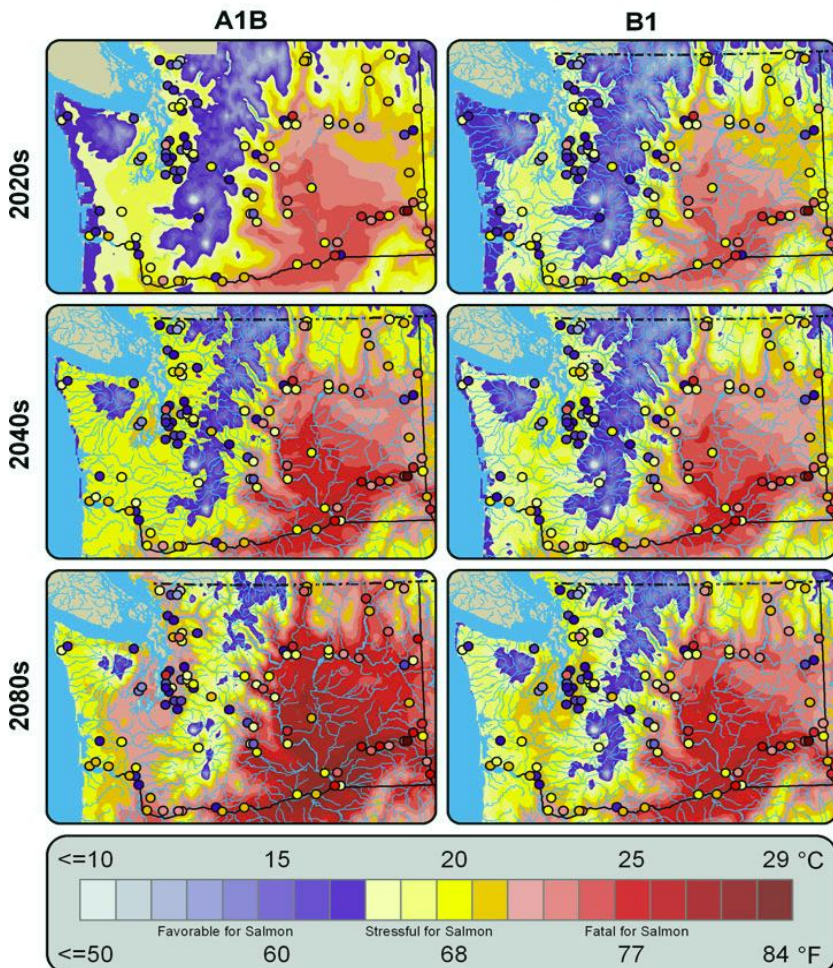 A1B B1
2020s
2040s
2080s
<=10 15 20 25 29 °C
Favorable for Salmon Stressful for Salmon Fatal for Salmon
<=50 60 68 77 84 °F